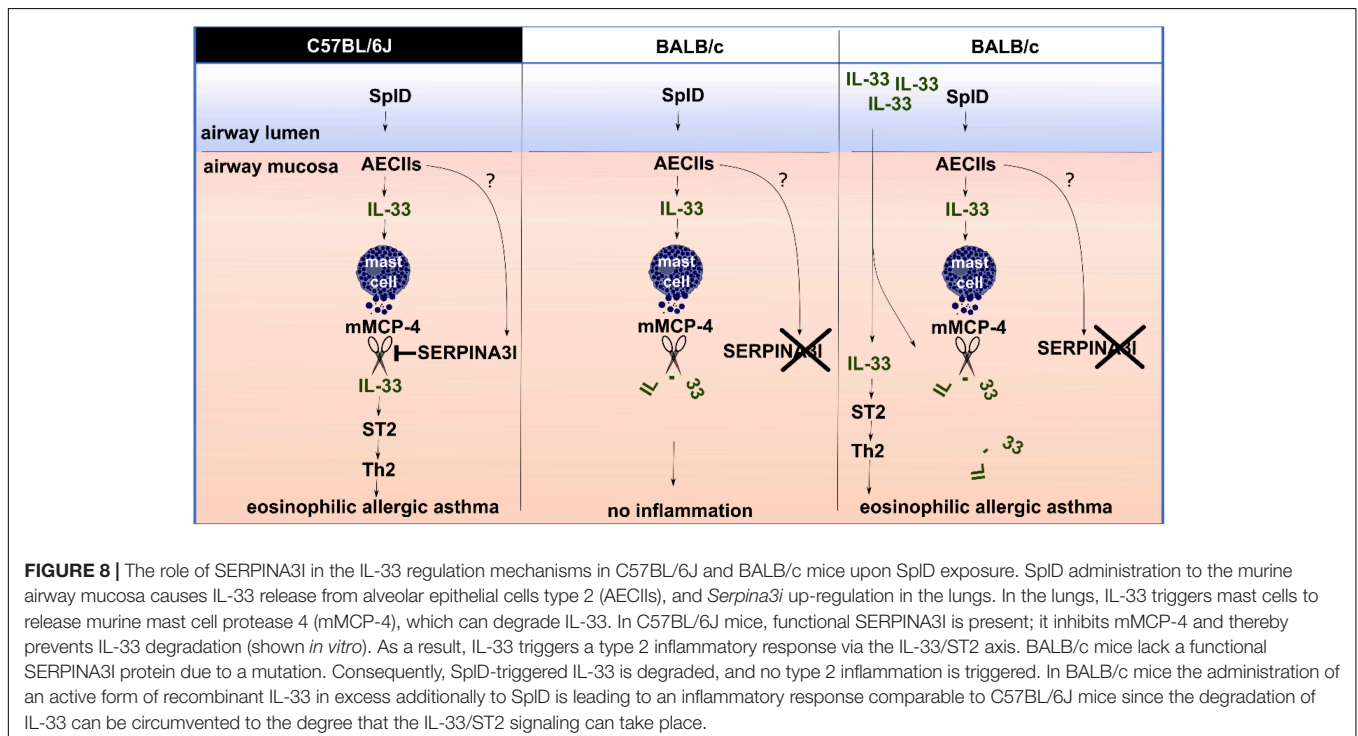 C57BL/6J
BALB/c
BALB/c
SplD
SplD
IL-33 IL-33
IL-33
SplD
airway lumen
airway mucosa
AECIIs
?
IL-33
mast
cell
mMCP-4
SERPINA3I
IL-33
ST2
Th2
eosinophilic allergic asthma
AECIIs
?
IL-33
mast
cell
mMCP-4
SERPINA3I
IL - 33
no inflammation
AECIIs
?
IL-33
mast
cell
mMCP-4
SERPINA3I
IL - 33
IL-33
ST2
Th2
IL - 33
eosinophilic allergic asthma
FIGURE 8 | The role of SERPINA3I in the IL-33 regulation mechanisms in C57BL/6J and BALB/c mice upon SplD exposure. SplD administration to the murine
airway mucosa causes IL-33 release from alveolar epithelial cells type 2 (AECIIs), and Serpina3i up-regulation in the lungs. In the lungs, IL-33 triggers mast cells to
release murine mast cell protease 4 (mMCP-4), which can degrade IL-33. In C57BL/6J mice; functional SERPINA3I is present; it inhibits mMCP-4 and thereby
prevents IL-33 degradation (shown in vitro). As a result, IL-33 triggers a type 2 inflammatory response via the IL-33/ST2 axis. BALB/c mice lack a functional
SERPINA3I protein due to a mutation. Consequently, SplD-triggered IL-33 is degraded, and no type 2 inflammation is triggered. In BALB/c mice the administration of
an active form of recombinant IL-33 in excess additionally to SplD is leading to an inflammatory response comparable to C57BL/6J mice since the degradation of
IL-33 can be circumvented to the degree that the IL-33/ST2 signaling can take place.